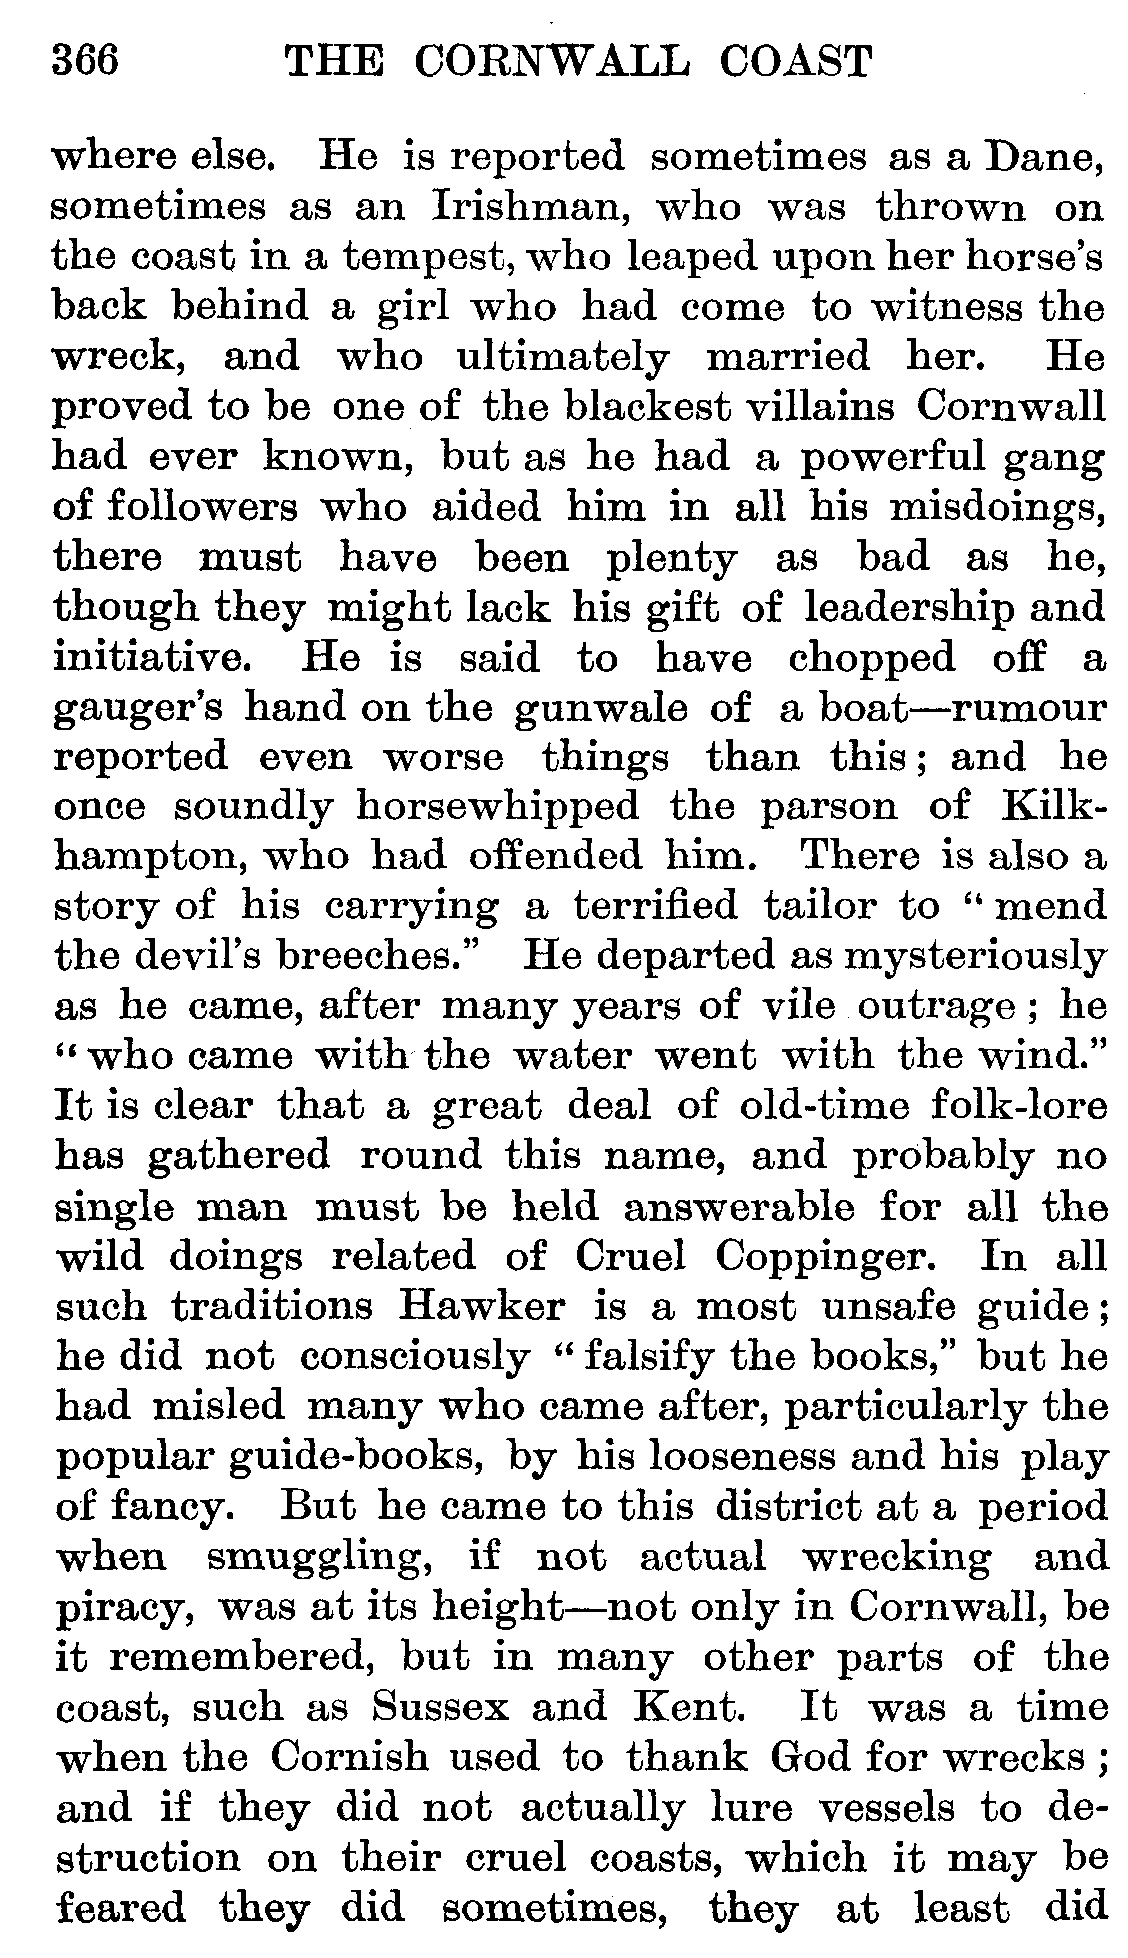 366 THE CORNWALL COAST
where else. He is reported sometimes as a Dane,
sometimes as an Irishman, who was thrown on
the coast in a tempest, who leaped upon her horse's
back behind a girl who had come to witness the
wreck, and who ultimately married her. He
proved to be one of the blackest villains Cornwall
had ever known, but as he had a powerful gang
of followers who aided him in all his misdoings,
there must have been plenty as bad as he,
though they might lack his gift of leadership and
initiative. He is said to have chopped off a
gauger's hand on the gunwale of a boat—rumour
reported even worse things than this; and he
once soundly horsewhipped the parson of Kilk-
hampton, who had offended him. There is also a
story of his carrying a terrified tailor to “mend
the devil's breeches.” He departed as mysteriously
as he came, after many years of vile outrage; he
“who came with the water went with the wind.”
It is clear that a great deal of old-time folk-lore
has gathered round this name, and probably no
single man must be held answerable for all the
wild doings related of Cruel Coppinger. In all
such traditions Hawker is a most unsafe guide;
he did not consciously “falsify the books,” but he
had misled many who came after, particularly the
popular guide-books, by his looseness and his play
of fancy. But he came to this district at a period
when smuggling, if not actual wrecking and
piracy, was at its height—not only in Cornwall, be
it remembered, but in many other parts of the
coast, such as Sussex and Kent. It was a time
when the Cornish used to thank God for wrecks;
and if they did not actually lure vessels to de-
struction on their cruel coasts, which it may be
feared they did sometimes, they at least did